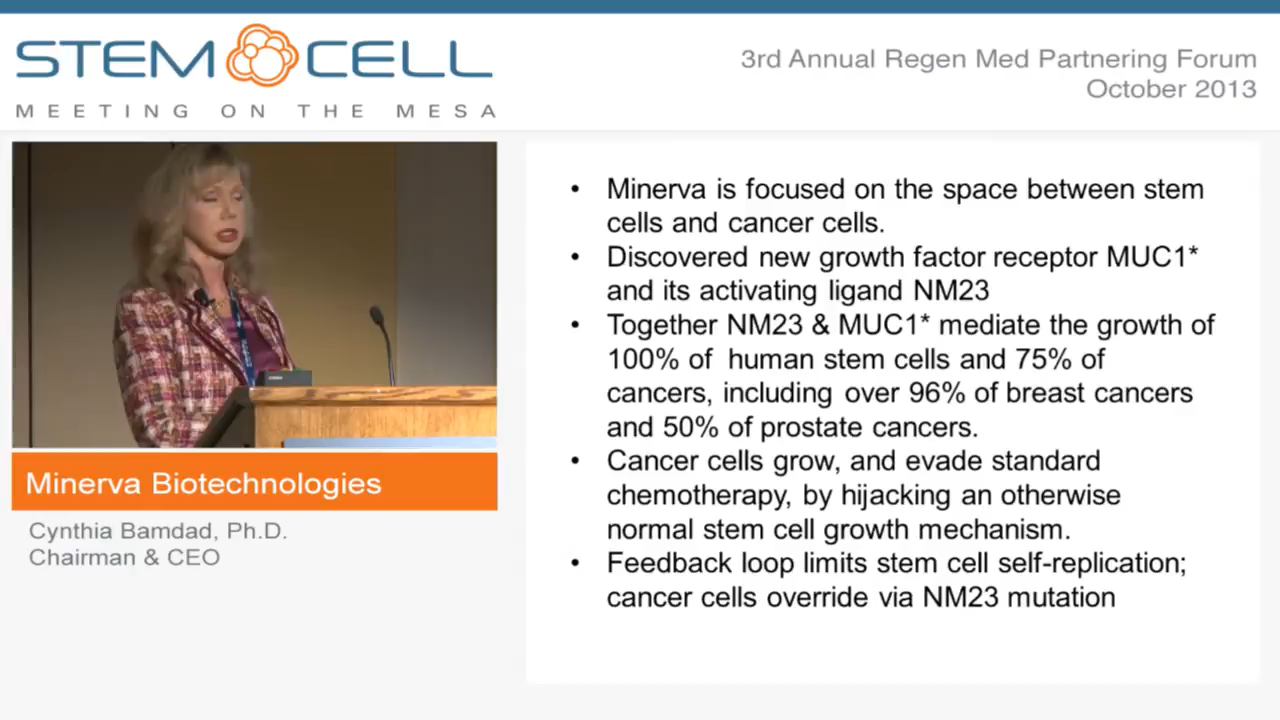 STEM CELL
MEETING ON THE MESA
3rd Annual Regen Med Partnering Forum
October 2013
• Minerva is focused on the space between stem
cells and cancer cells.
• Discovered new growth factor receptor MUC1*
and its activating ligand NM23
• Together NM23 & MUC1* mediate the growth of
100% of human stem cells and 75% of
cancers, including over 96% of breast cancers
and 50% of prostate cancers.
• Cancer cells grow, and evade standard
chemotherapy, by hijacking an otherwise
normal stem cell growth mechanism.
• Feedback loop limits stem cell self-replication;
cancer cells override via NM23 mutation
Minerva Biotechnologies
Cynthia Bamdad, Ph.D.
Chairman & CEO